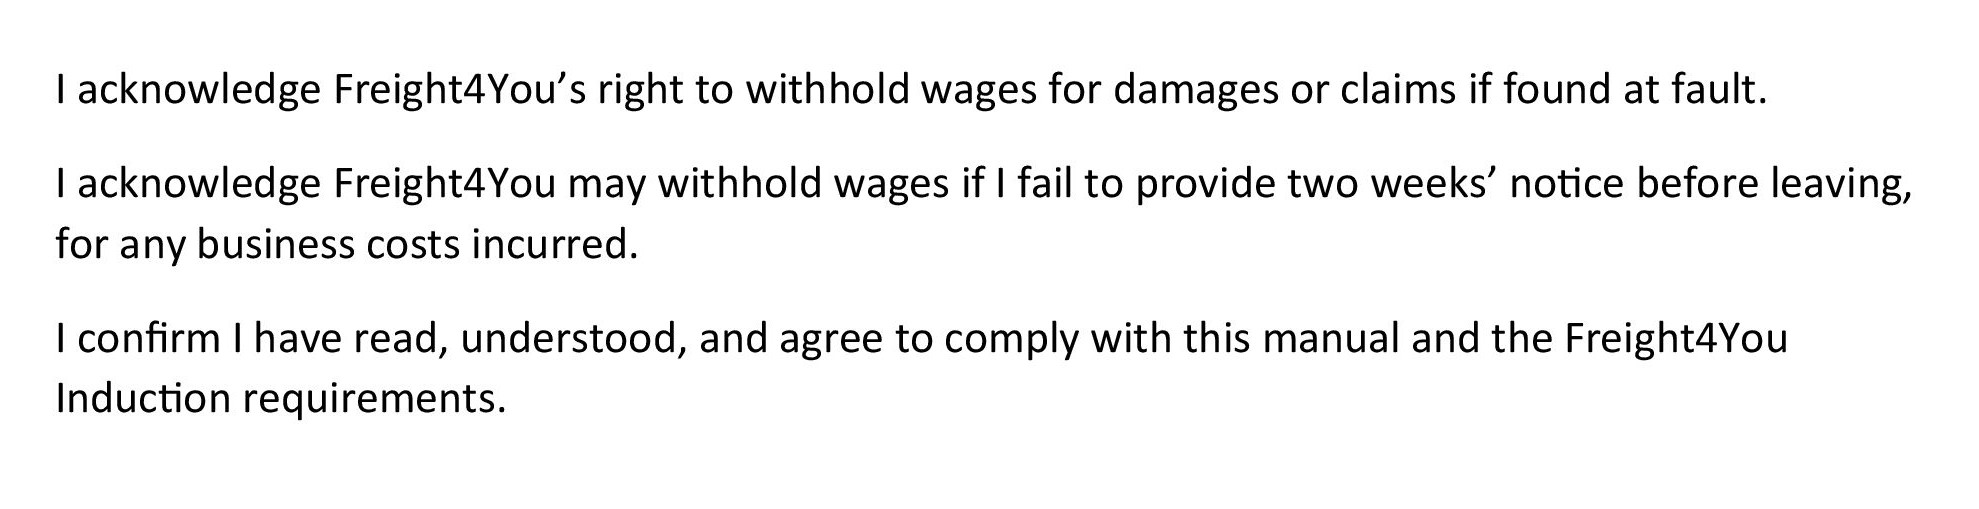 I acknowledge Freight4You’s right to withhold wages for damages or claims if found at fault.
I acknowledge Freight4You may withhold wages if I fail to provide two weeks’ notice before leaving,
for any business costs incurred.
I confirm I have read, understood, and agree to comply with this manual and the Freight4You
Induction requirements.